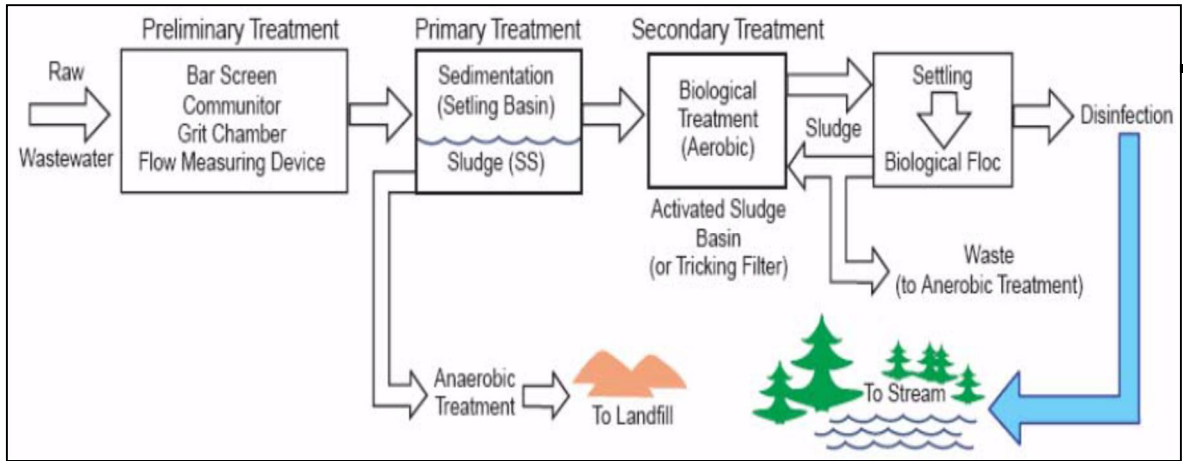 Preliminary Treatment
Primary Treatment
Secondary Treatment
Raw
Wastewater
Bar Screen
Communitor
Grit Chamber
Flow Measuring Device
Sedimentation
(Setling Basin)
Sludge (SS)
Biological
Treatment
(Aerobic)
Activated Sludge
Basin
(or Tricking Filter)
Sludge
Settling
Biological Floc
Disinfection
Waste
(to Anerobic Treatment)
Anaerobic
Treatment
To Landfill
To Stream